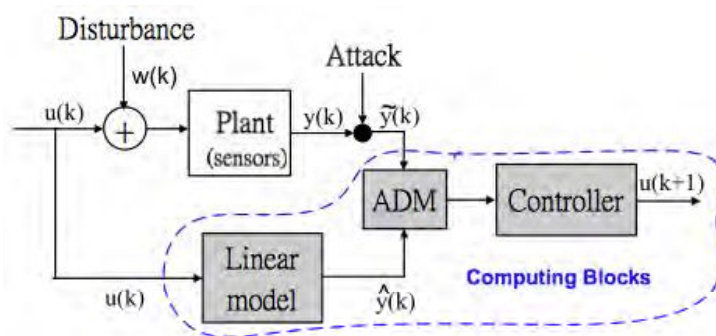 Disturbance
w(k)
Attack
u(k)
+
Plant
(sensors)
y(k)
ỹ(k)
ADM
Controller
u(k+1)
Linear
model
u(k)
ŷ(k)
Computing Blocks